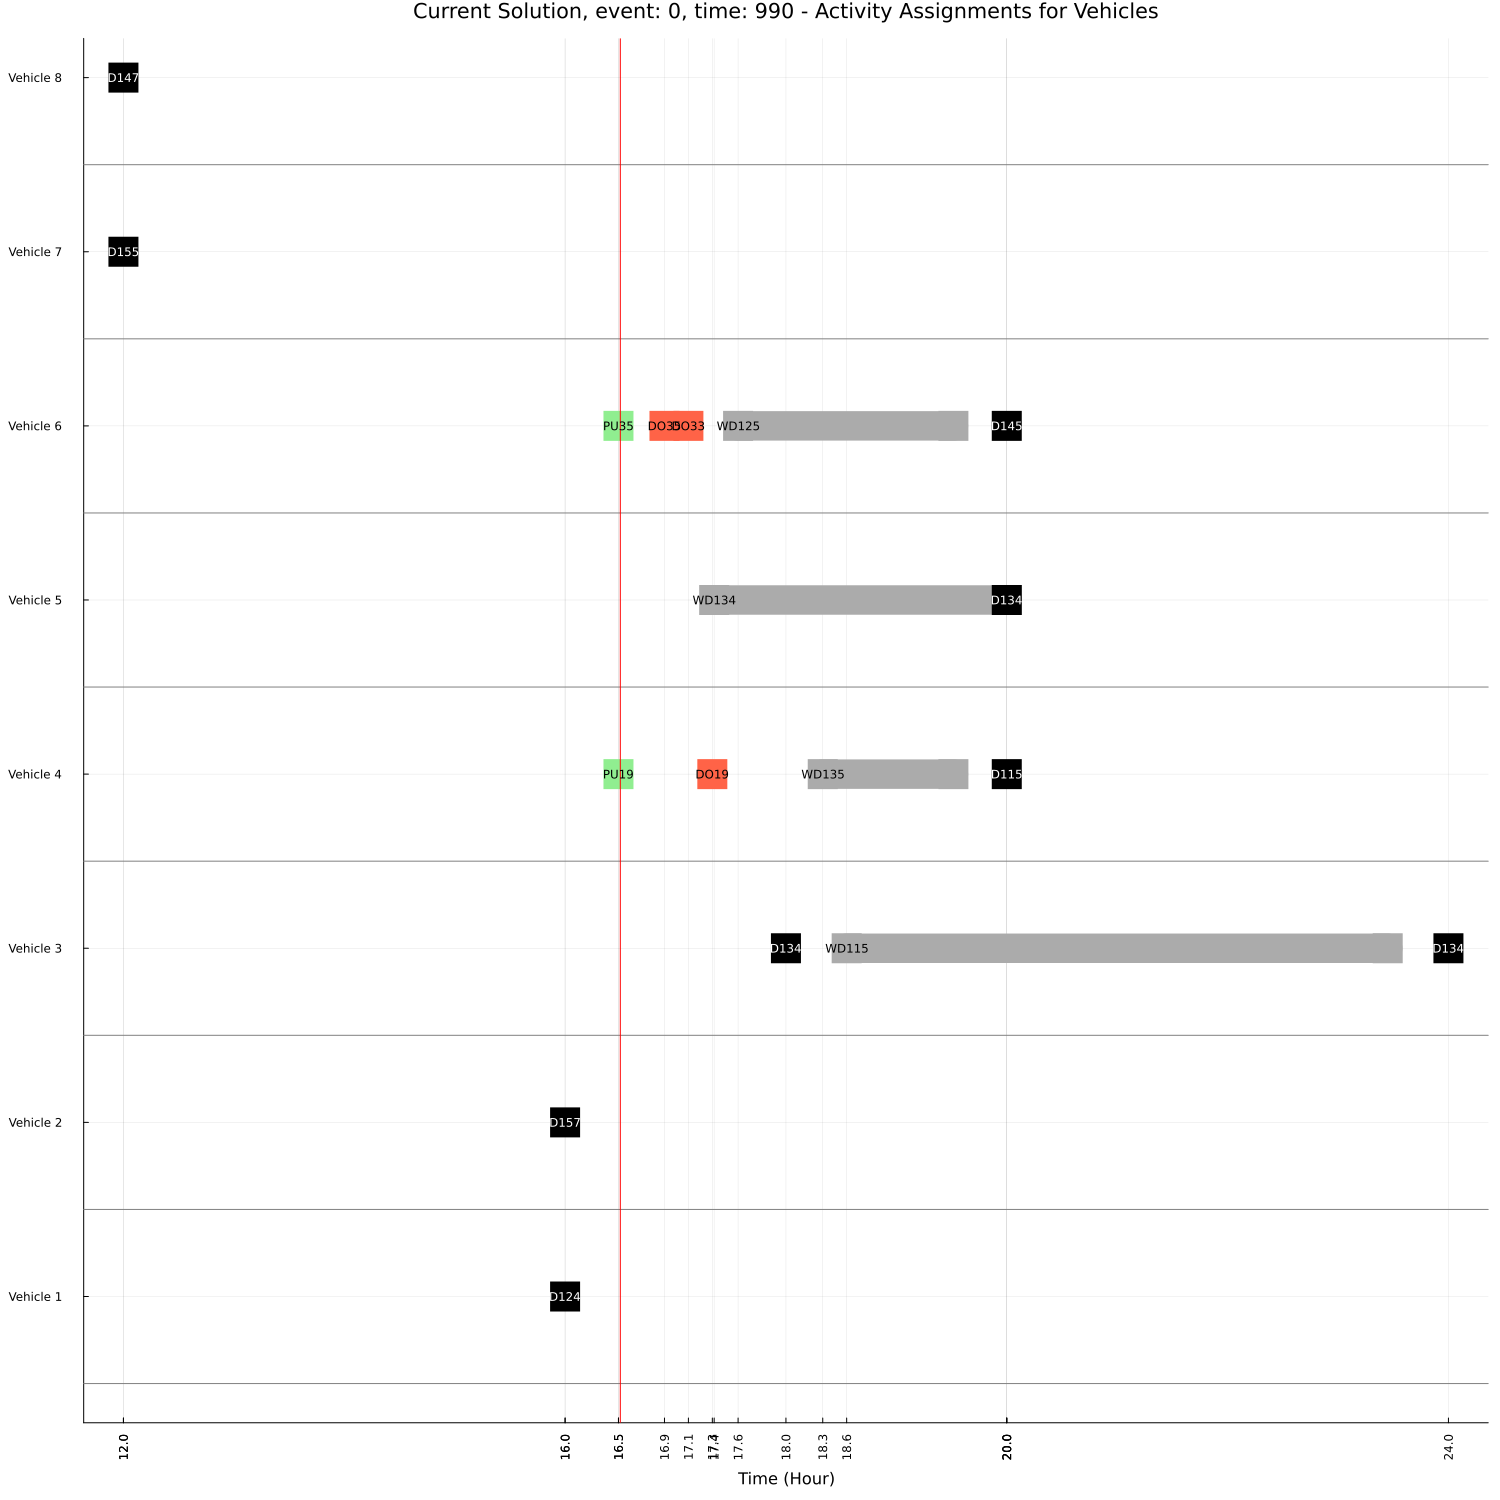 Current Solution, event: 0, time: 990 - Activity Assignments for Vehicles
Vehicle 8
D147
Vehicle 7
D155
Vehicle 6
PU35
DO35
DO33
WD125
D145
Vehicle 5
WD134
D134
Vehicle 4
PU19
DO19
WD135
D115
Vehicle 3
D134
WD115
D134
Vehicle 2
D157
Vehicle 1
D124
12.0
16.0
16.5
16.9
17.1
17.4
17.6
18.0
18.3
18.6
20.0
24.0
Time (Hour)